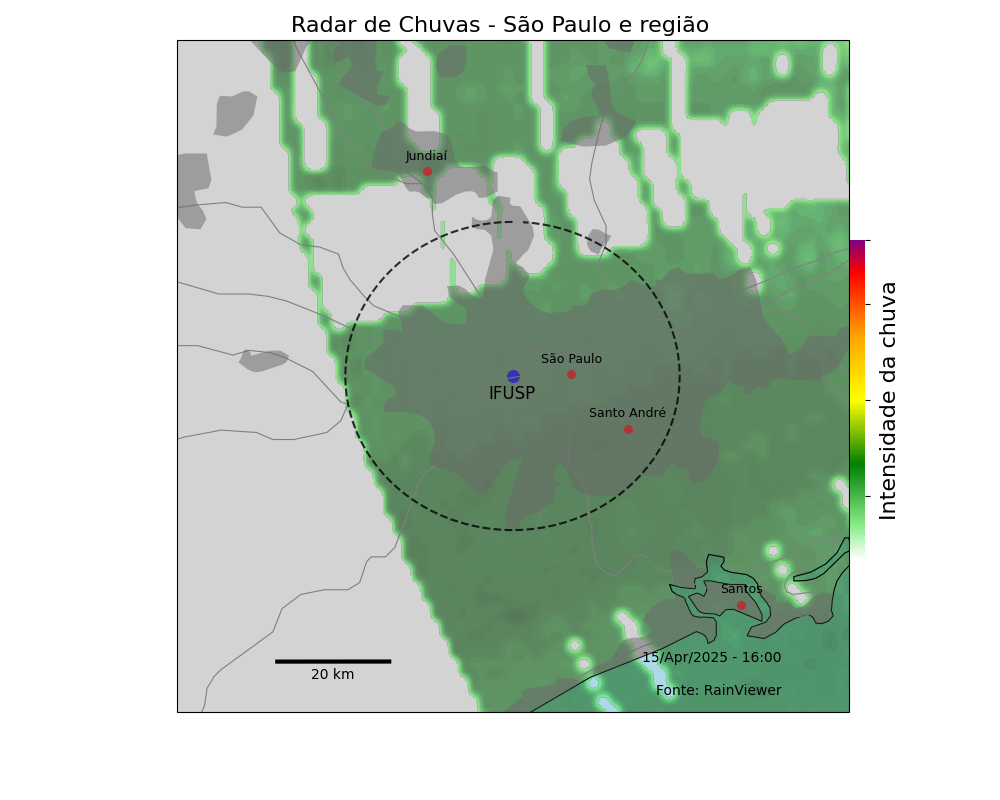 Radar de Chuvas - São Paulo e região
Jundiaí
São Paulo
IFUSP
Santo André
Intensidade da chuva
Santos
15/Apr/2025 - 16:00
20 km
Fonte: RainViewer